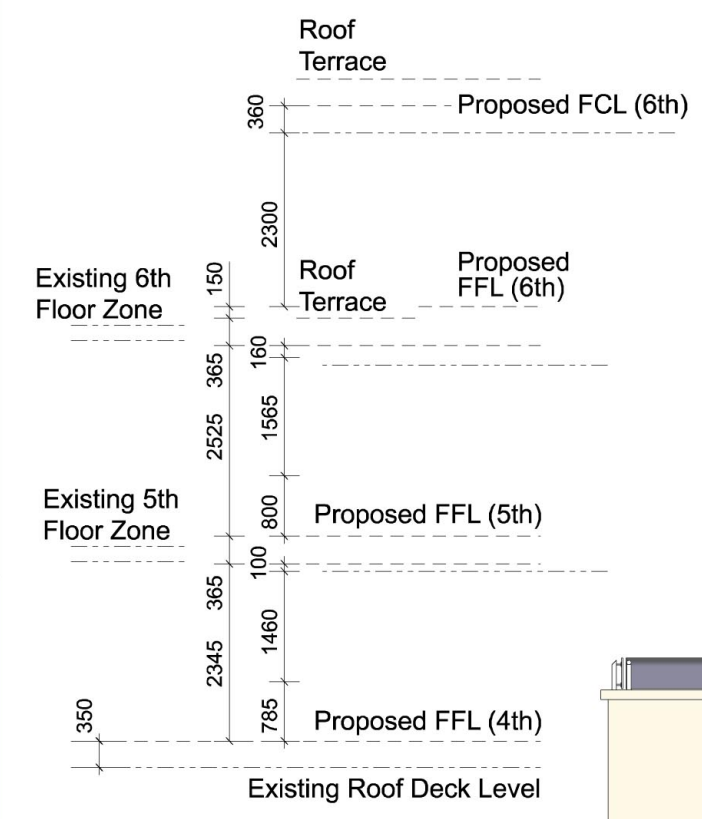 Roof
Terrace
360
Proposed FCL (6th)
2300
Existing 6th
Floor Zone
150
Roof
Terrace
Proposed
FFL (6th)
365
160
2525
1565
Existing 5th
Floor Zone
800
Proposed FFL (5th)
365
100
2345
1460
350
785
Proposed FFL (4th)
Existing Roof Deck Level